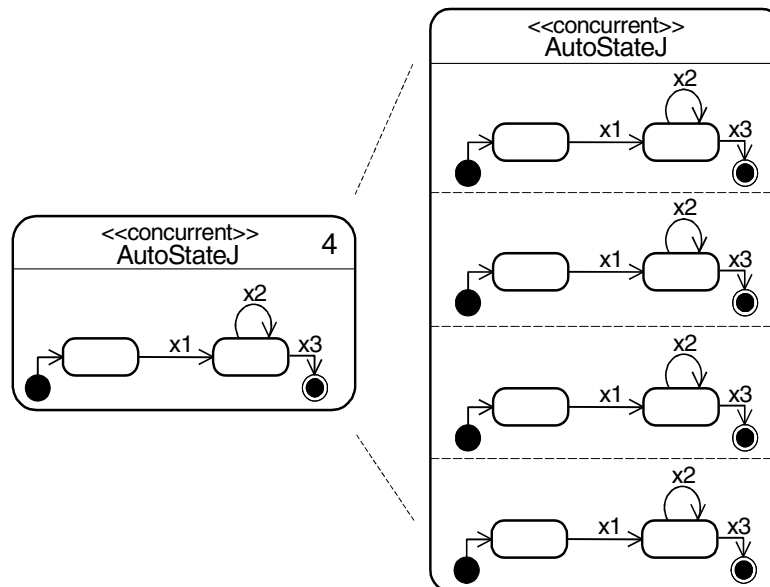 <<concurrent>>
AutoStateJ
4
x2
x1
x3
<<concurrent>>
AutoStateJ
x2
x1
x3
x2
x1
x3
x2
x1
x3
x2
x1
x3